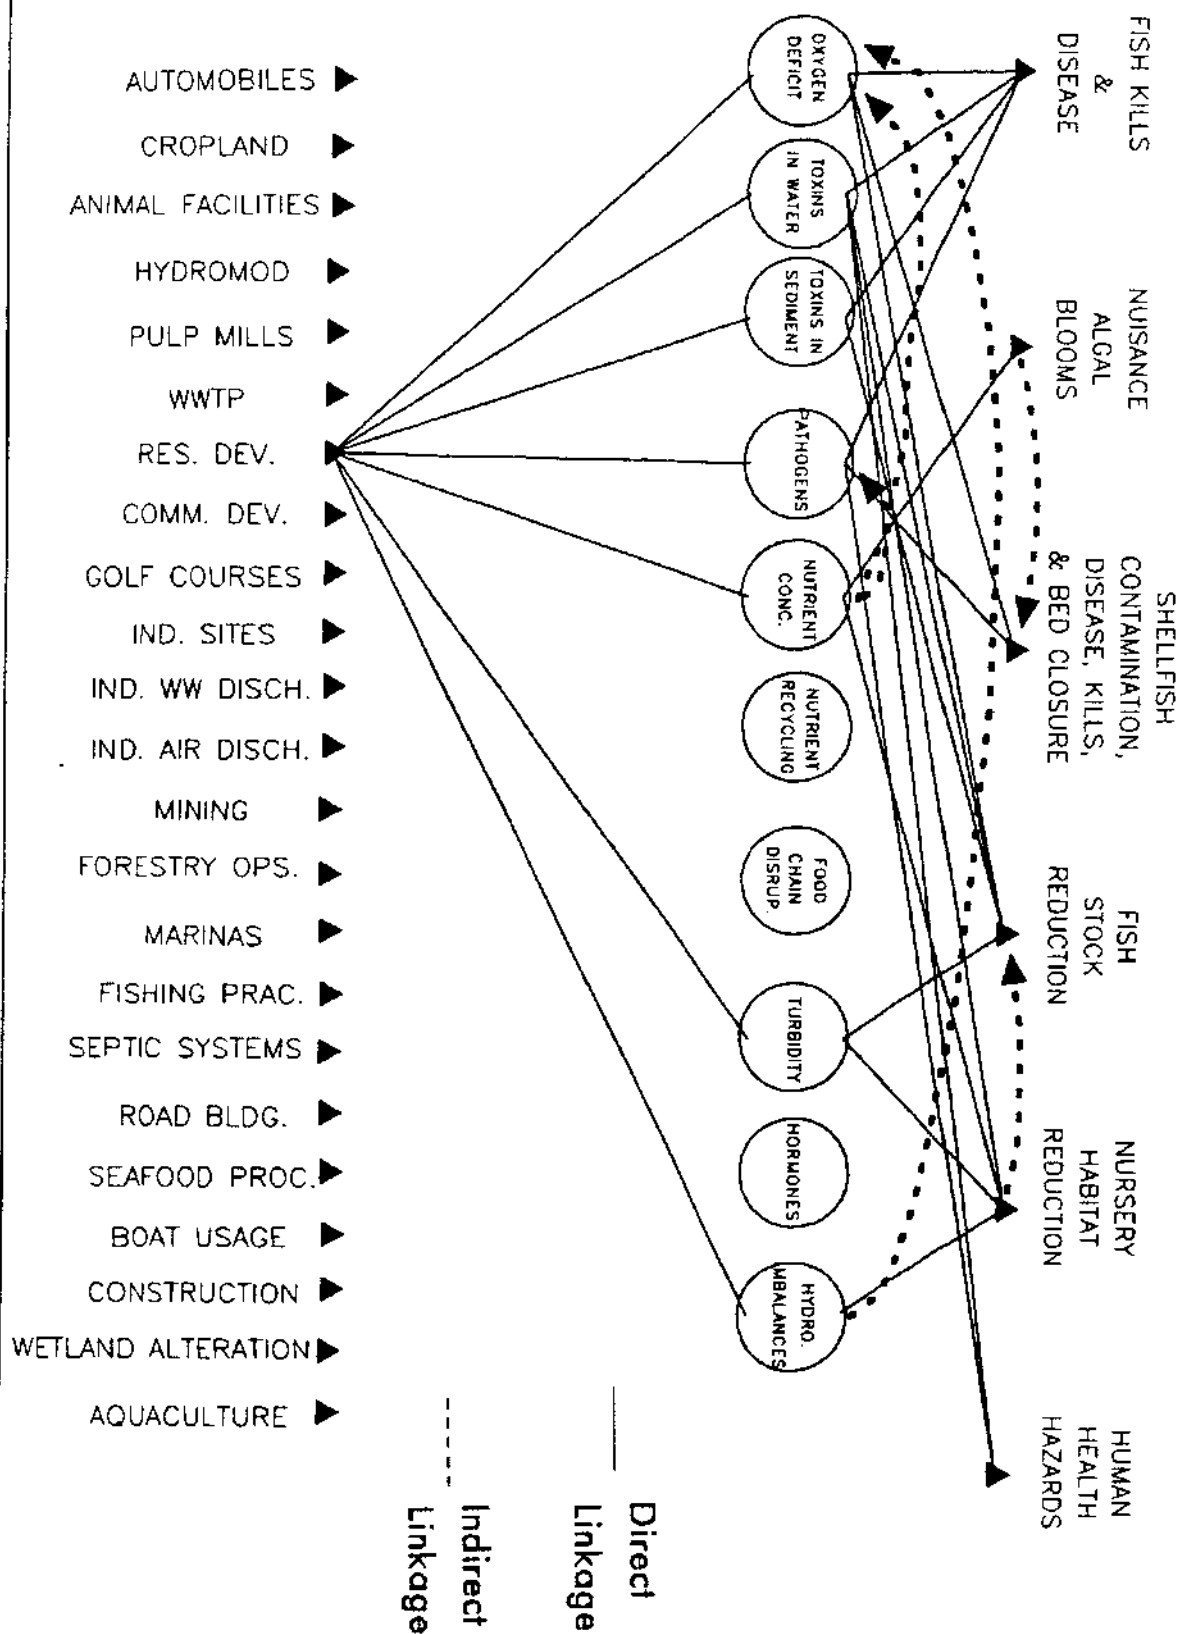 FISH KILLS
&
DISEASE
NUISANCE
ALGAL
BLOOMS
SHELLFISH
CONTAMINATION,
DISEASE, KILLS,
& BED CLOSURE
FISH
STOCK
REDUCTION
NURSERY
HABITAT
REDUCTION
HUMAN
HEALTH
HAZARDS
OXYGEN
DEFICIT
TOXINS
IN WATER
TOXINS IN
SEDIMENT
PATHOGENS
NUTRIENT
CONC.
NUTRIENT
RECYCLING
FOOD
CHAIN
DISRUP.
TURBIDITY
HORMONES
HYDRO.
IMBALANCES
AUTOMOBILES
CROPLAND
ANIMAL FACILITIES
HYDROMOD
PULP MILLS
WWTP
RES. DEV.
COMM. DEV.
GOLF COURSES
IND. SITES
IND. WW DISCH.
IND. AIR DISCH.
MINING
FORESTRY OPS.
MARINAS
FISHING PRAC.
SEPTIC SYSTEMS
ROAD BLDG.
SEAFOOD PROC.
BOAT USAGE
CONSTRUCTION
WETLAND ALTERATION
AQUACULTURE
Direct
Linkage
Indirect
Linkage